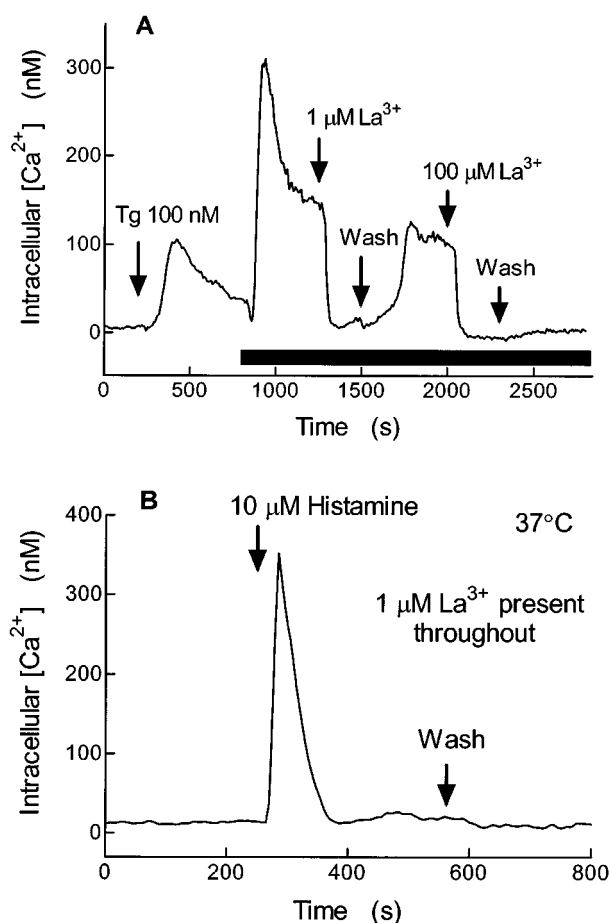 A
Intracellular [Ca²⁺] (nM)
300
200
100
0
Tg 100 nM
1 µM La³⁺
Wash
100 µM La³⁺
Wash
0 500 1000 1500 2000 2500
Time (s)
B
Intracellular [Ca²⁺] (nM)
400
300
200
100
0
10 µM Histamine
37°C
1 µM La³⁺ present
throughout
Wash
0 200 400 600 800
Time (s)